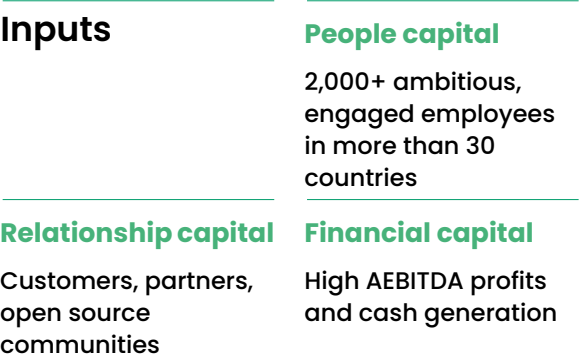 Inputs
People capital
2,000+ ambitious,
engaged employees
in more than 30
countries
Relationship capital
Customers, partners,
open source
communities
Financial capital
High AEBITDA profits
and cash generation